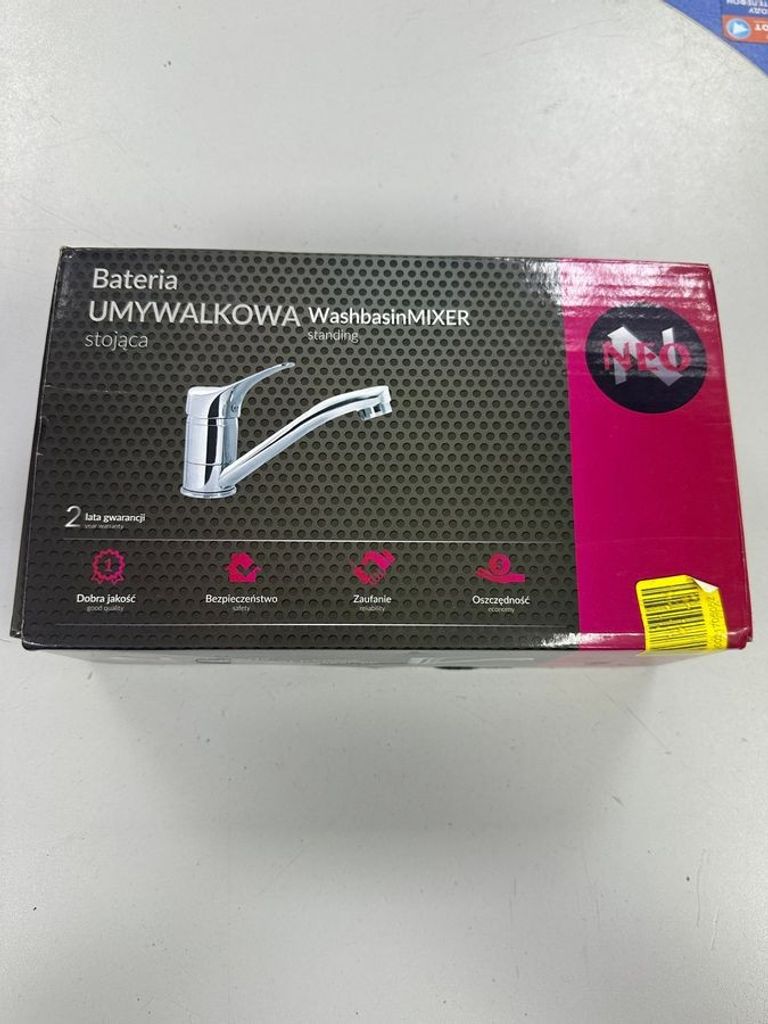 Bateria
UMYWALKOWA WashbasinMIXER
stojąca standing
NEO
2 lata gwarancji
year warranty
1
Dobra jakość
good quality
Bezpieczeństwo
safety
Zaufanie
reliability
Oszczędność
economy